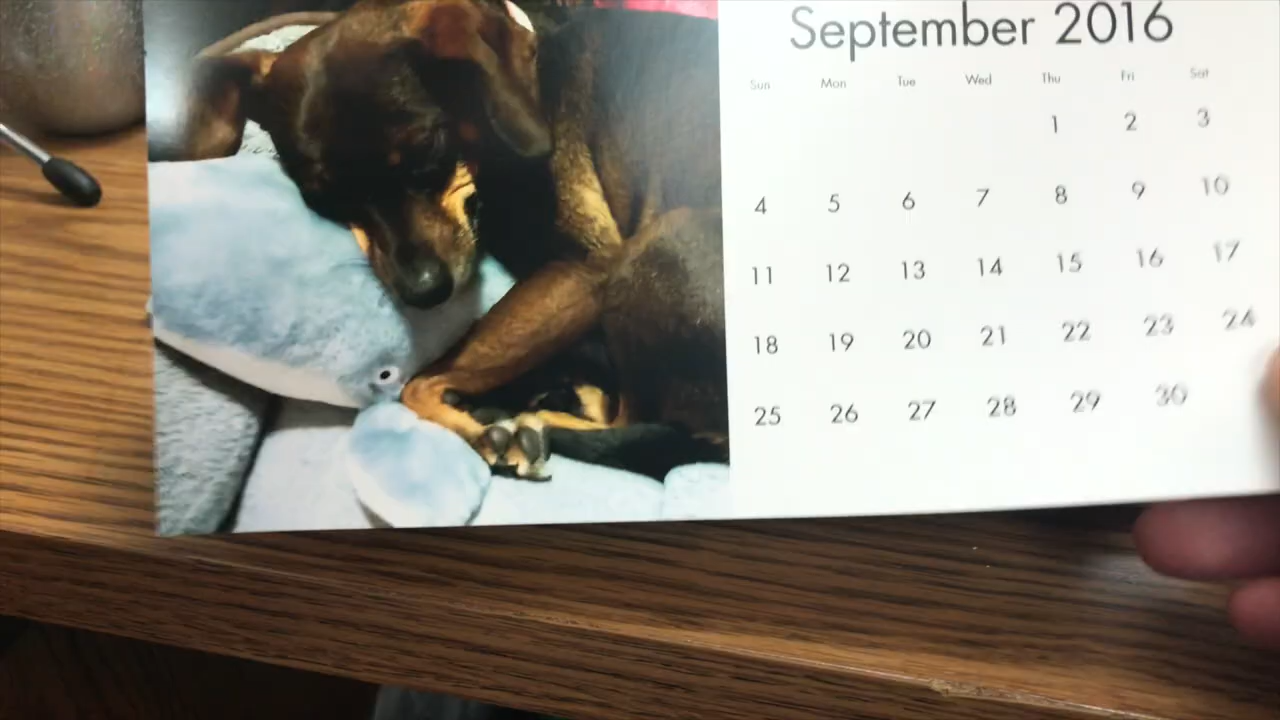 September 2016
Sun Mon Tue Wed Thu Fri Sat
1 2 3
4 5 6 7 8 9 10
11 12 13 14 15 16 17
18 19 20 21 22 23 24
25 26 27 28 29 30